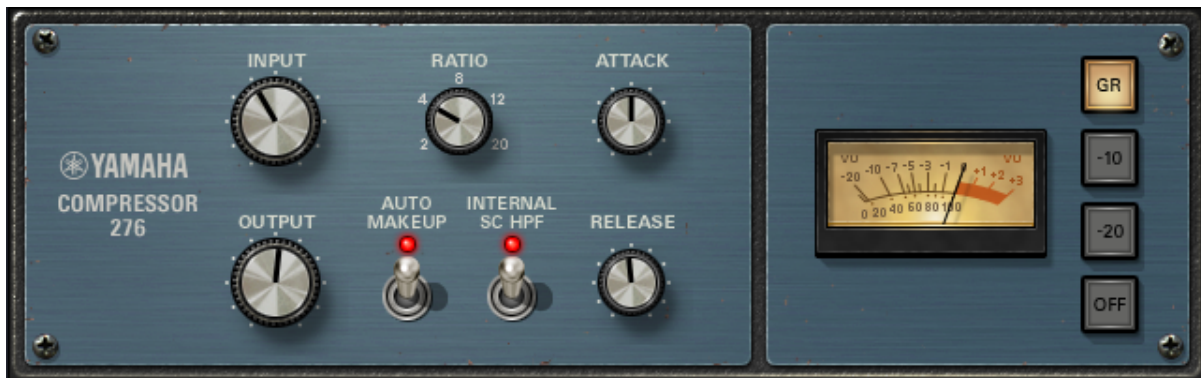 INPUT
RATIO
ATTACK
2 4 8 12 20
YAMAHA
COMPRESSOR
276
OUTPUT
AUTO
MAKEUP
INTERNAL
SC HPF
RELEASE
VU VU
-20 -10 -7 -5 -3 -1 +1 +2 +3
0 20 40 60 80 100
GR
-10
-20
OFF